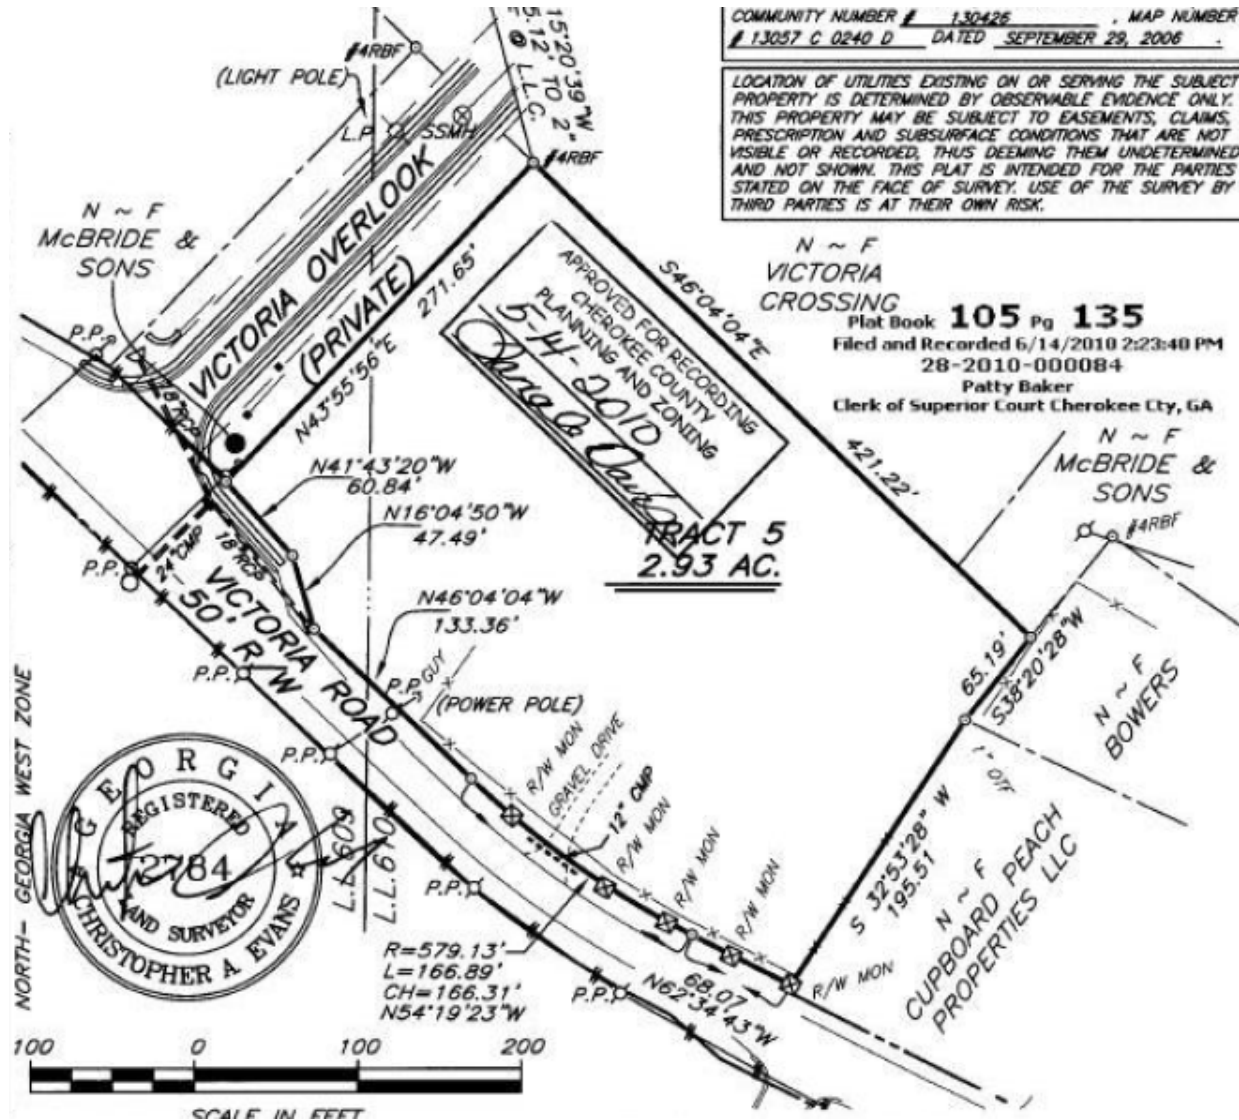 COMMUNITY NUMBER # 130426 , MAP NUMBER
# 13057 C 0240 D DATED SEPTEMBER 29, 2006 .
LOCATION OF UTILITIES EXISTING ON OR SERVING THE SUBJECT
PROPERTY IS DETERMINED BY OBSERVABLE EVIDENCE ONLY.
THIS PROPERTY MAY BE SUBJECT TO EASEMENTS, CLAIMS,
PRESCRIPTION AND SUBSURFACE CONDITIONS THAT ARE NOT
VISIBLE OR RECORDED, THUS DEEMING THEM UNDETERMINED
AND NOT SHOWN. THIS PLAT IS INTENDED FOR THE PARTIES
STATED ON THE FACE OF SURVEY. USE OF THE SURVEY BY
THIRD PARTIES IS AT THEIR OWN RISK.
15°20'39"W
5.12' TO 2"
@ L.L.C.
#4RBF
(LIGHT POLE)
L.P.
SSMH
#4RBF
N ~ F
McBRIDE &
SONS
VICTORIA OVERLOOK
(PRIVATE)
271.65'
N43°55'56"E
S46°04'04"E
421.22'
N ~ F
VICTORIA
CROSSING
Plat Book 105 Pg 135
Filed and Recorded 6/14/2010 2:23:40 PM
28-2010-000084
Patty Baker
Clerk of Superior Court Cherokee Cty, GA
APPROVED FOR RECORDING
CHEROKEE COUNTY
PLANNING AND ZONING
5-14-2010
TRACT 5
2.93 AC.
N ~ F
McBRIDE &
SONS
#4RBF
P.P.
18"RCP
N41°43'20"W
60.84'
N16°04'50"W
47.49'
N46°04'04"W
133.36'
24"CMP
18"RCP
P.P.
VICTORIA ROAD
50' R/W
P.P.
P.P.
P.P.
GUY
(POWER POLE)
R/W MON
GRAVEL DRIVE
12" CMP
R/W MON
R/W MON
R/W MON
R/W MON
65.19'
S38°20'28"W
N ~ F
BOWERS
1" OTF
S 32°53'28" W
195.51
N ~ F
CUPBOARD PEACH
PROPERTIES LLC
NORTH- GEORGIA WEST ZONE
GEORGIA
REGISTERED
2784
LAND SURVEYOR
CHRISTOPHER A EVANS
L.L.609
L.L.610
P.P.
R=579.13'
L=166.89'
CH=166.31'
N54°19'23"W
P.P.
68.07
N62°34'43"W
100 0 100 200
SCALE IN FEET